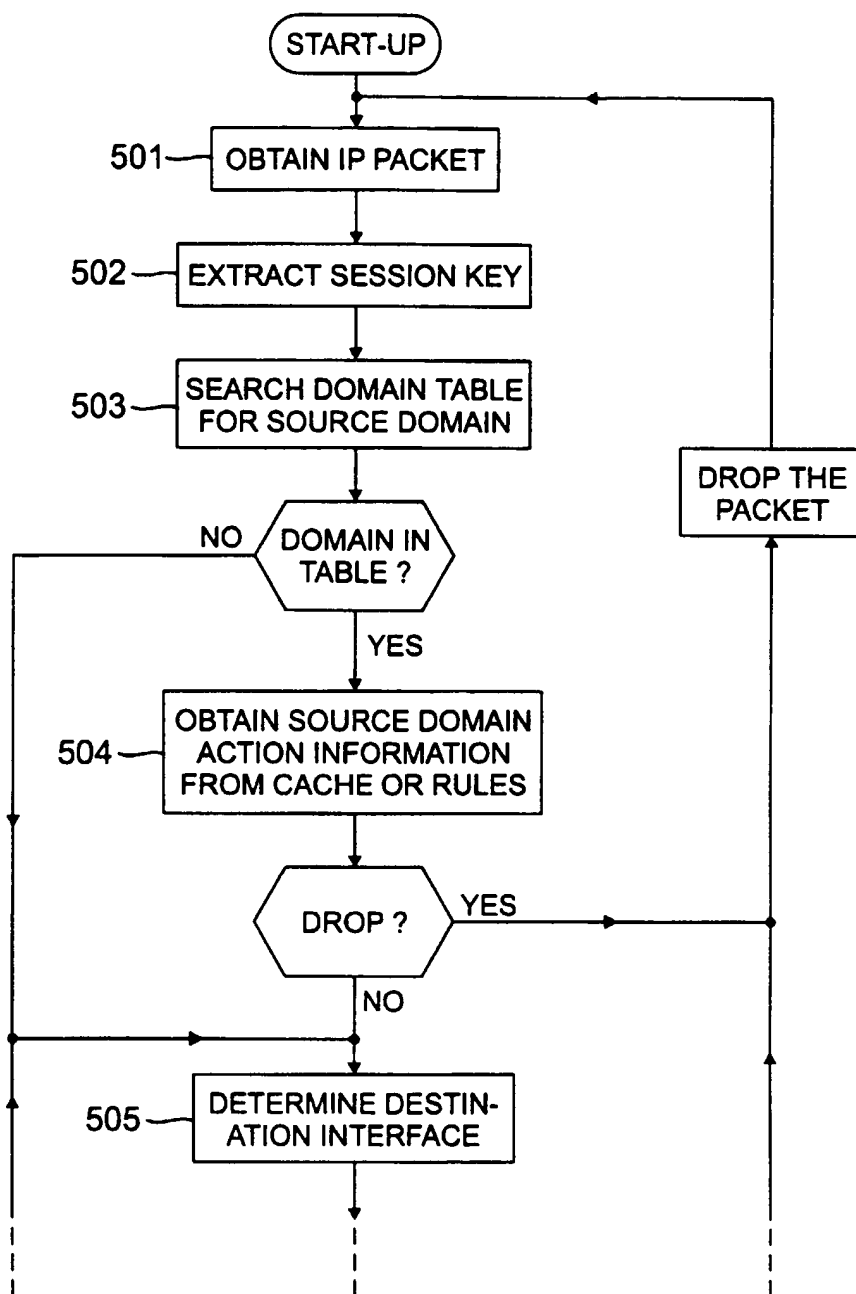 START-UP
501
OBTAIN IP PACKET
502
EXTRACT SESSION KEY
503
SEARCH DOMAIN TABLE
FOR SOURCE DOMAIN
DROP THE
PACKET
NO
DOMAIN IN
TABLE ?
YES
504
OBTAIN SOURCE DOMAIN
ACTION INFORMATION
FROM CACHE OR RULES
DROP ?
YES
NO
505
DETERMINE DESTIN-
ATION INTERFACE